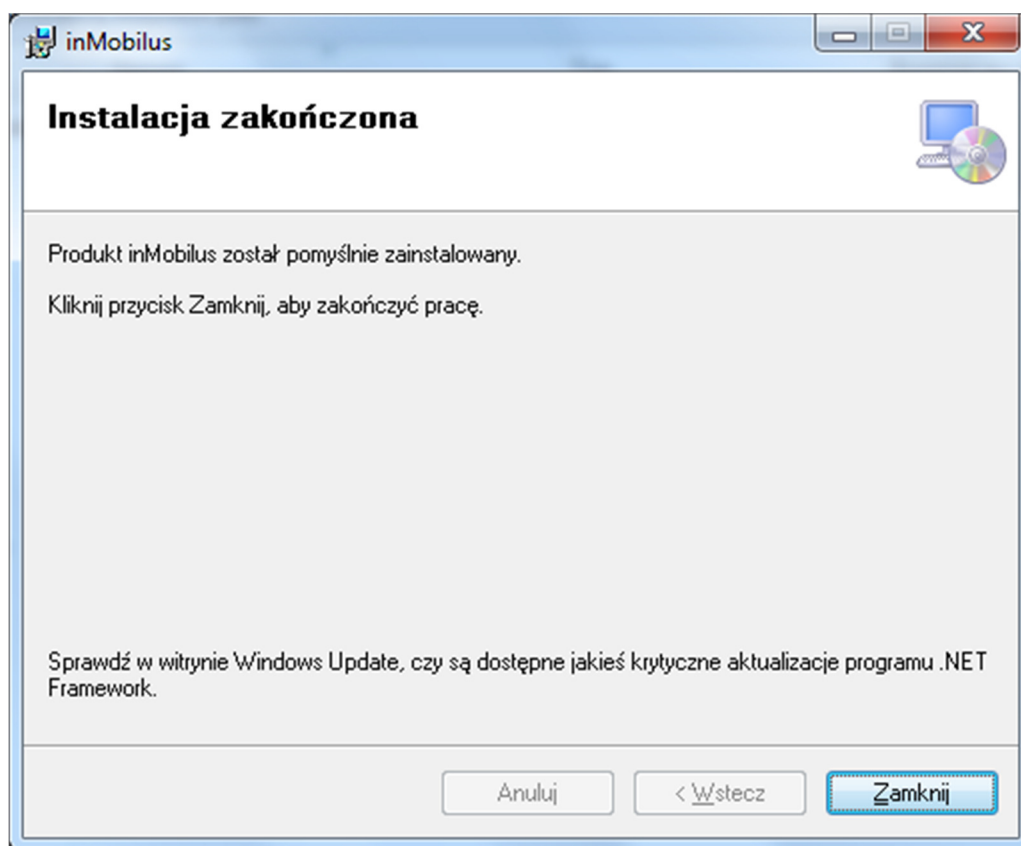 inMobilus
Instalacja zakończona
Produkt inMobilus został pomyślnie zainstalowany.
Kliknij przycisk Zamknij, aby zakończyć pracę.
Sprawdź w witrynie Windows Update, czy są dostępne jakieś krytyczne aktualizacje programu .NET
Framework.
Anuluj < Wstecz Zamknij